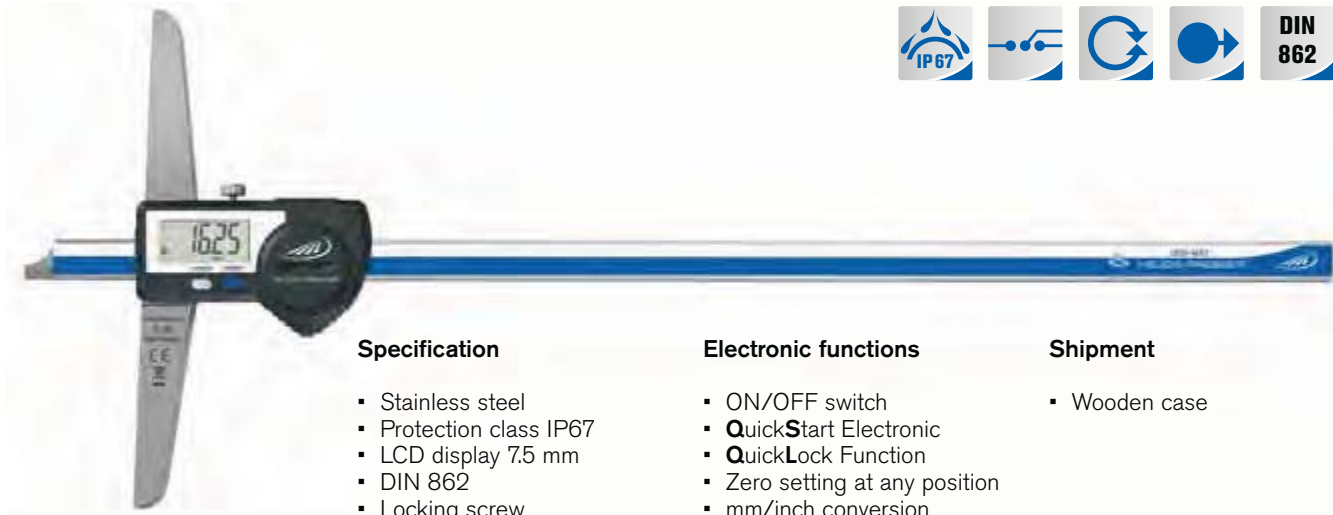 IP67
DIN
862
16.25
CE
Specification
▪ Stainless steel
▪ Protection class IP67
▪ LCD display 7.5 mm
▪ DIN 862
▪ Locking screw
Electronic functions
▪ ON/OFF switch
▪ QuickStart Electronic
▪ QuickLock Function
▪ Zero setting at any position
▪ mm/inch conversion
Shipment
▪ Wooden case